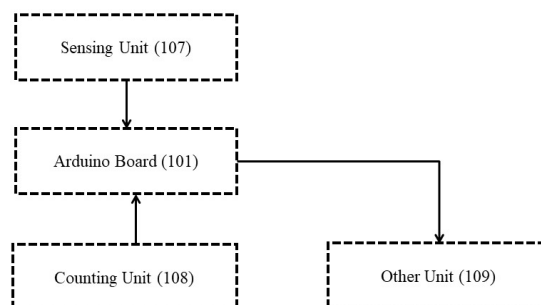 Sensing Unit (107)
Arduino Board (101)
Counting Unit (108)
Other Unit (109)